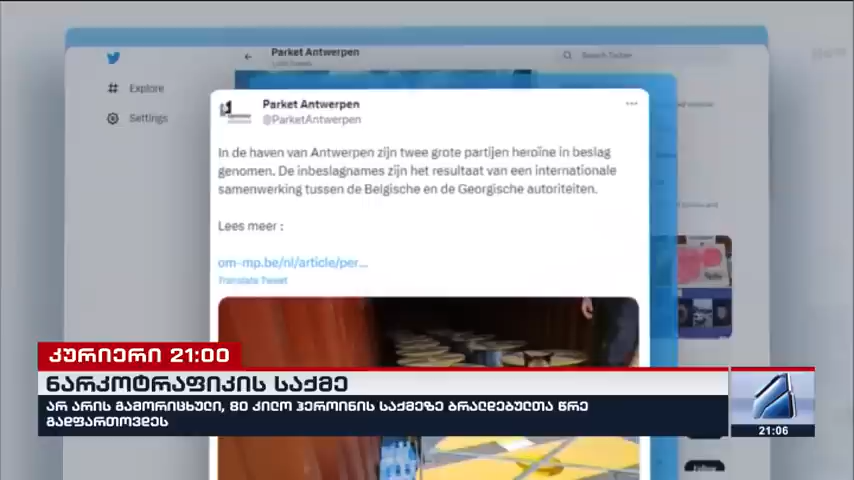 Parket Antwerpen
Search Twitter
Explore
Settings
Parket Antwerpen
@ParketAntwerpen
In de haven van Antwerpen zijn twee grote partijen heroïne in beslag
genomen. De inbeslagnames zijn het resultaat van een internationale
samenwerking tussen de Belgische en de Georgische autoriteiten.
Lees meer :
om-mp.be/nl/article/per...
Translate Tweet
კურიერი 21:00
ნარკოტრაფიკის საქმე
არ არის გამორიცხული, 80 კილო ჰეროინის საქმეზე ბრალდებულთა წრე
გადფართოვდეს
21:06
Follow